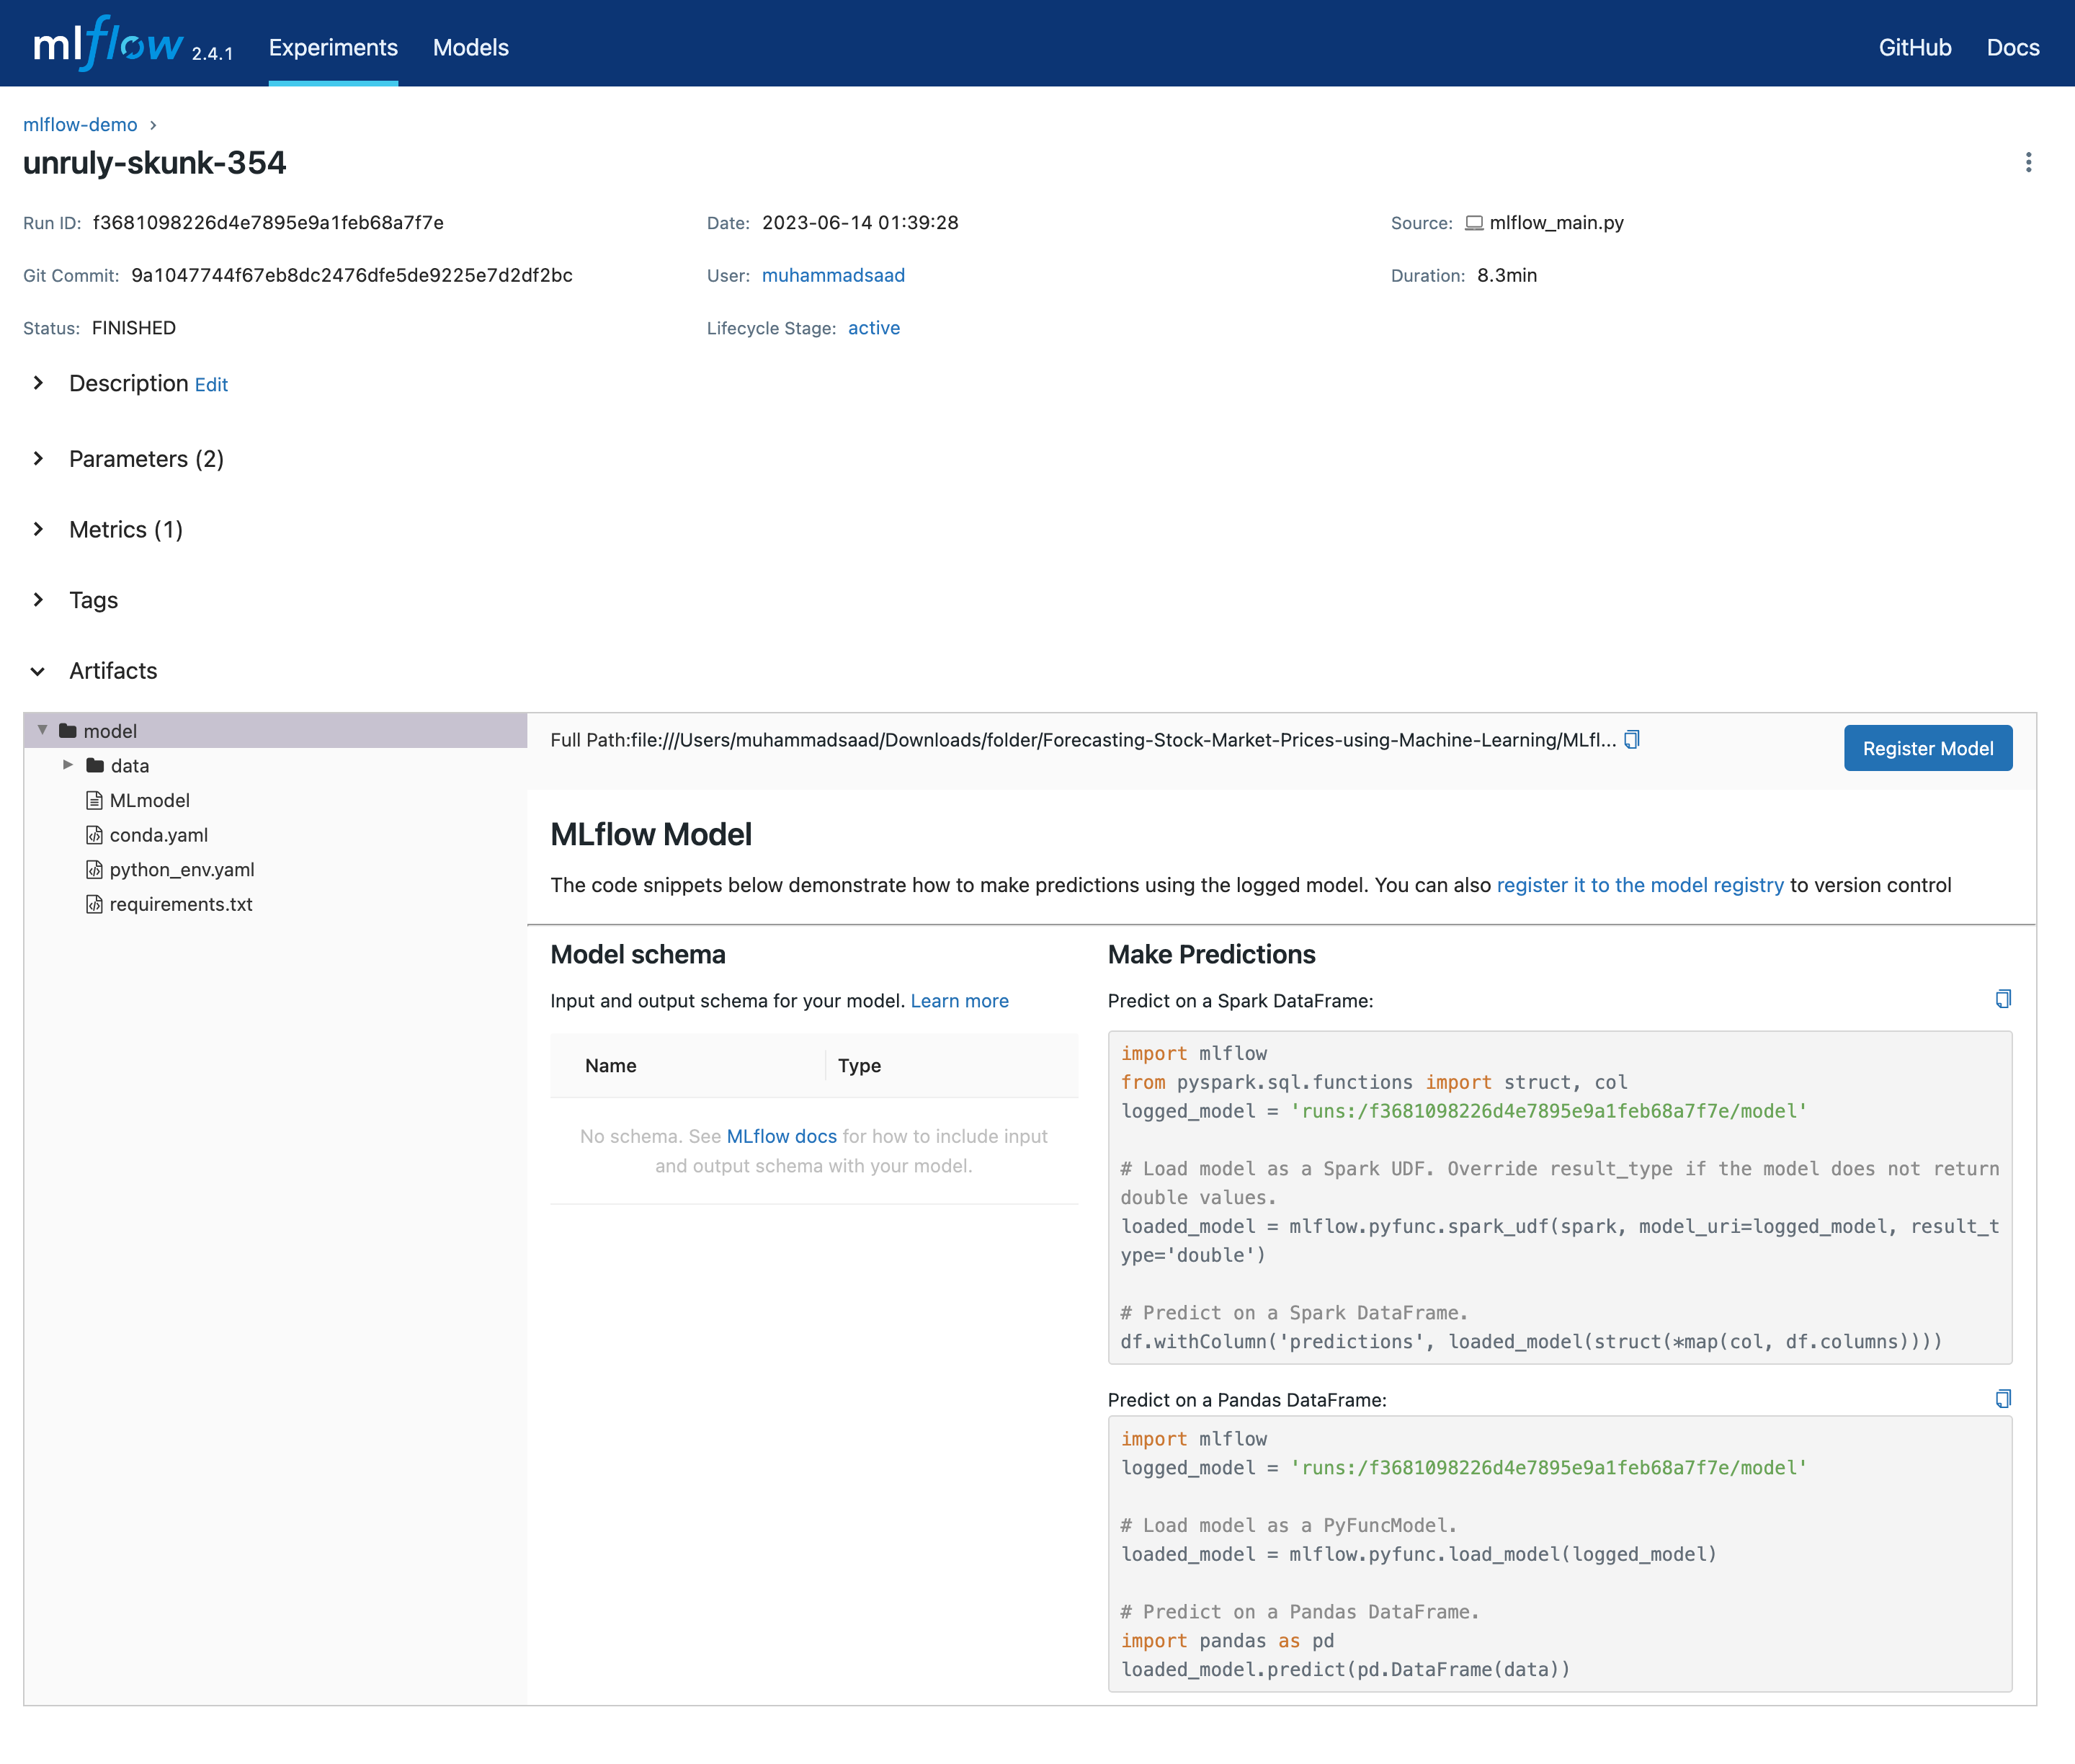 mlflow 2.4.1 Experiments Models GitHub Docs
mlflow-demo
unruly-skunk-354
Run ID: f3681098226d4e7895e9a1feb68a7f7e Date: 2023-06-14 01:39:28 Source: mlflow_main.py
Git Commit: 9a1047744f67eb8dc2476dfe5de9225e7d2df2bc User: muhammadsaad Duration: 8.3min
Status: FINISHED Lifecycle Stage: active
Description Edit
Parameters (2)
Metrics (1)
Tags
Artifacts
model
data
MLmodel
conda.yaml
python_env.yaml
requirements.txt
Full Path:file:///Users/muhammadsaad/Downloads/folder/Forecasting-Stock-Market-Prices-using-Machine-Learning/MLfl...
Register Model
MLflow Model
The code snippets below demonstrate how to make predictions using the logged model. You can also register it to the model registry to version control
Model schema
Input and output schema for your model. Learn more
Name Type
No schema. See MLflow docs for how to include input
and output schema with your model.
Make Predictions
Predict on a Spark DataFrame:
import mlflow
from pyspark.sql.functions import struct, col
logged_model = 'runs:/f3681098226d4e7895e9a1feb68a7f7e/model'
# Load model as a Spark UDF. Override result_type if the model does not return
double values.
loaded_model = mlflow.pyfunc.spark_udf(spark, model_uri=logged_model, result_t
ype='double')
# Predict on a Spark DataFrame.
df.withColumn('predictions', loaded_model(struct(*map(col, df.columns))))
Predict on a Pandas DataFrame:
import mlflow
logged_model = 'runs:/f3681098226d4e7895e9a1feb68a7f7e/model'
# Load model as a PyFuncModel.
loaded_model = mlflow.pyfunc.load_model(logged_model)
# Predict on a Pandas DataFrame.
import pandas as pd
loaded_model.predict(pd.DataFrame(data))